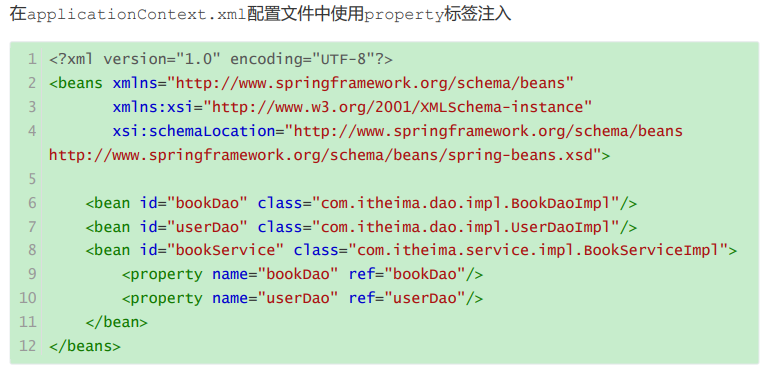 在applicationContext.xml配置文件中使用property标签注入
1 <?xml version="1.0" encoding="UTF-8"?>
2 <beans xmlns="http://www.springframework.org/schema/beans"
3        xmlns:xsi="http://www.w3.org/2001/XMLSchema-instance"
4        xsi:schemaLocation="http://www.springframework.org/schema/beans
http://www.springframework.org/schema/beans/spring-beans.xsd">
5
6     <bean id="bookDao" class="com.itheima.dao.impl.BookDaoImpl"/>
7     <bean id="userDao" class="com.itheima.dao.impl.UserDaoImpl"/>
8     <bean id="bookService" class="com.itheima.service.impl.BookServiceImpl">
9         <property name="bookDao" ref="bookDao"/>
10         <property name="userDao" ref="userDao"/>
11     </bean>
12 </beans>